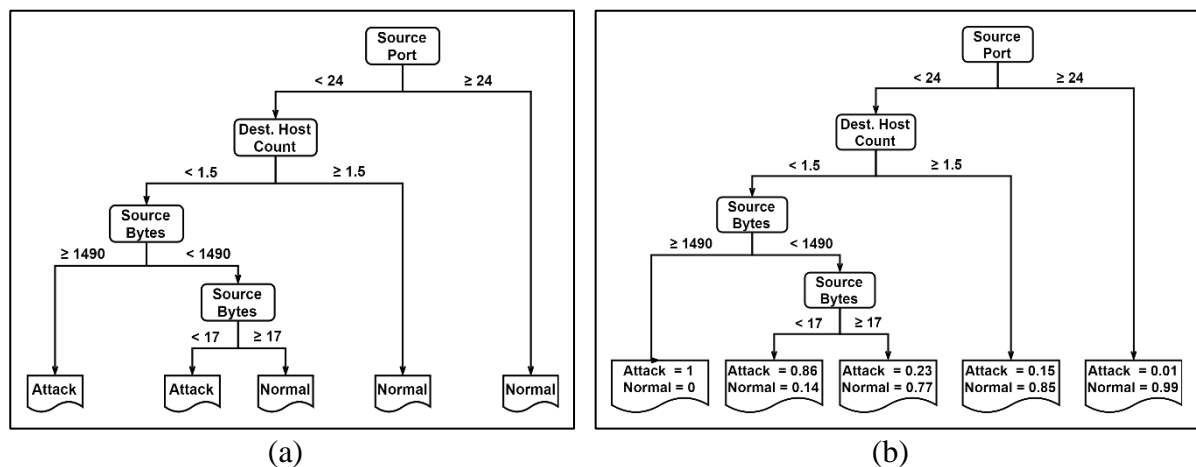 Source
Port
< 24
≥ 24
Dest. Host
Count
< 1.5
≥ 1.5
Source
Bytes
≥ 1490
< 1490
Source
Bytes
< 17
≥ 17
Attack
Attack
Normal
Normal
Normal
(a)
Source
Port
< 24
≥ 24
Dest. Host
Count
< 1.5
≥ 1.5
Source
Bytes
≥ 1490
< 1490
Source
Bytes
< 17
≥ 17
Attack = 1
Normal = 0
Attack = 0.86
Normal = 0.14
Attack = 0.23
Normal = 0.77
Attack = 0.15
Normal = 0.85
Attack = 0.01
Normal = 0.99
(b)